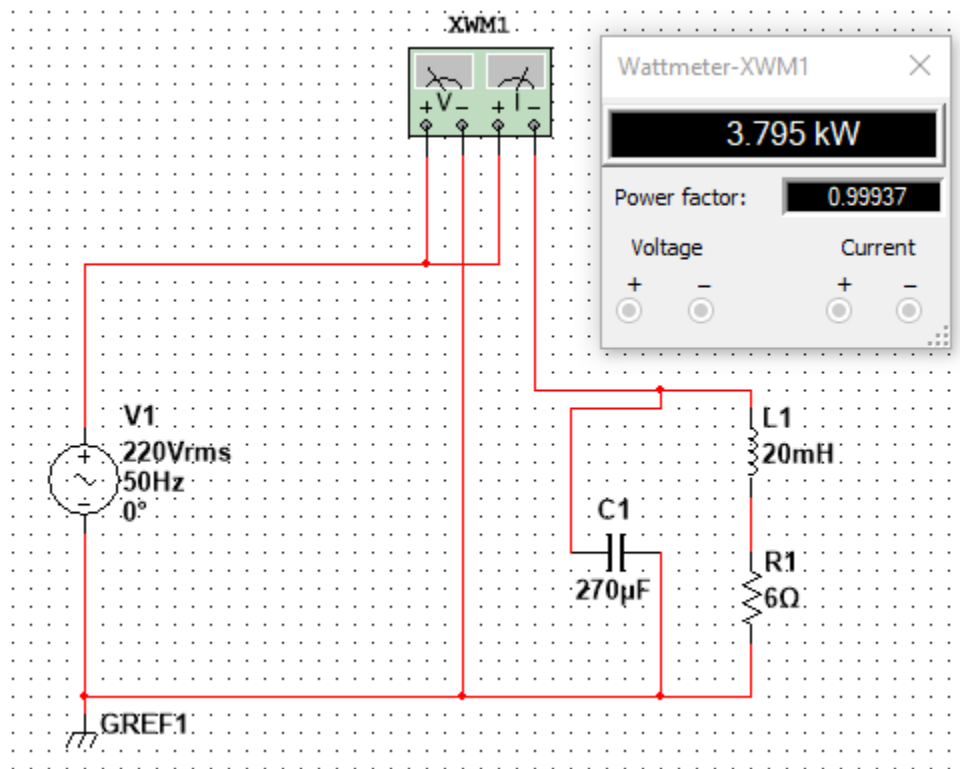 XWM1
+ V − + I −
Wattmeter-XWM1
3.795 kW
Power factor: 0.99937
Voltage Current
+ − + −
V1
220Vrms
50Hz
0°
L1
20mH
C1
270µF
R1
6Ω
GREF1